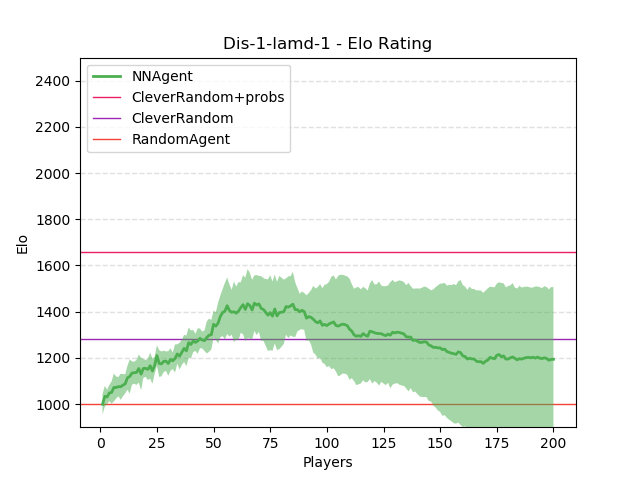 Dis-1-lamd-1 - Elo Rating
NNAgent
CleverRandom+probs
CleverRandom
RandomAgent
Elo
2400
2200
2000
1800
1600
1400
1200
1000
0 25 50 75 100 125 150 175 200
Players